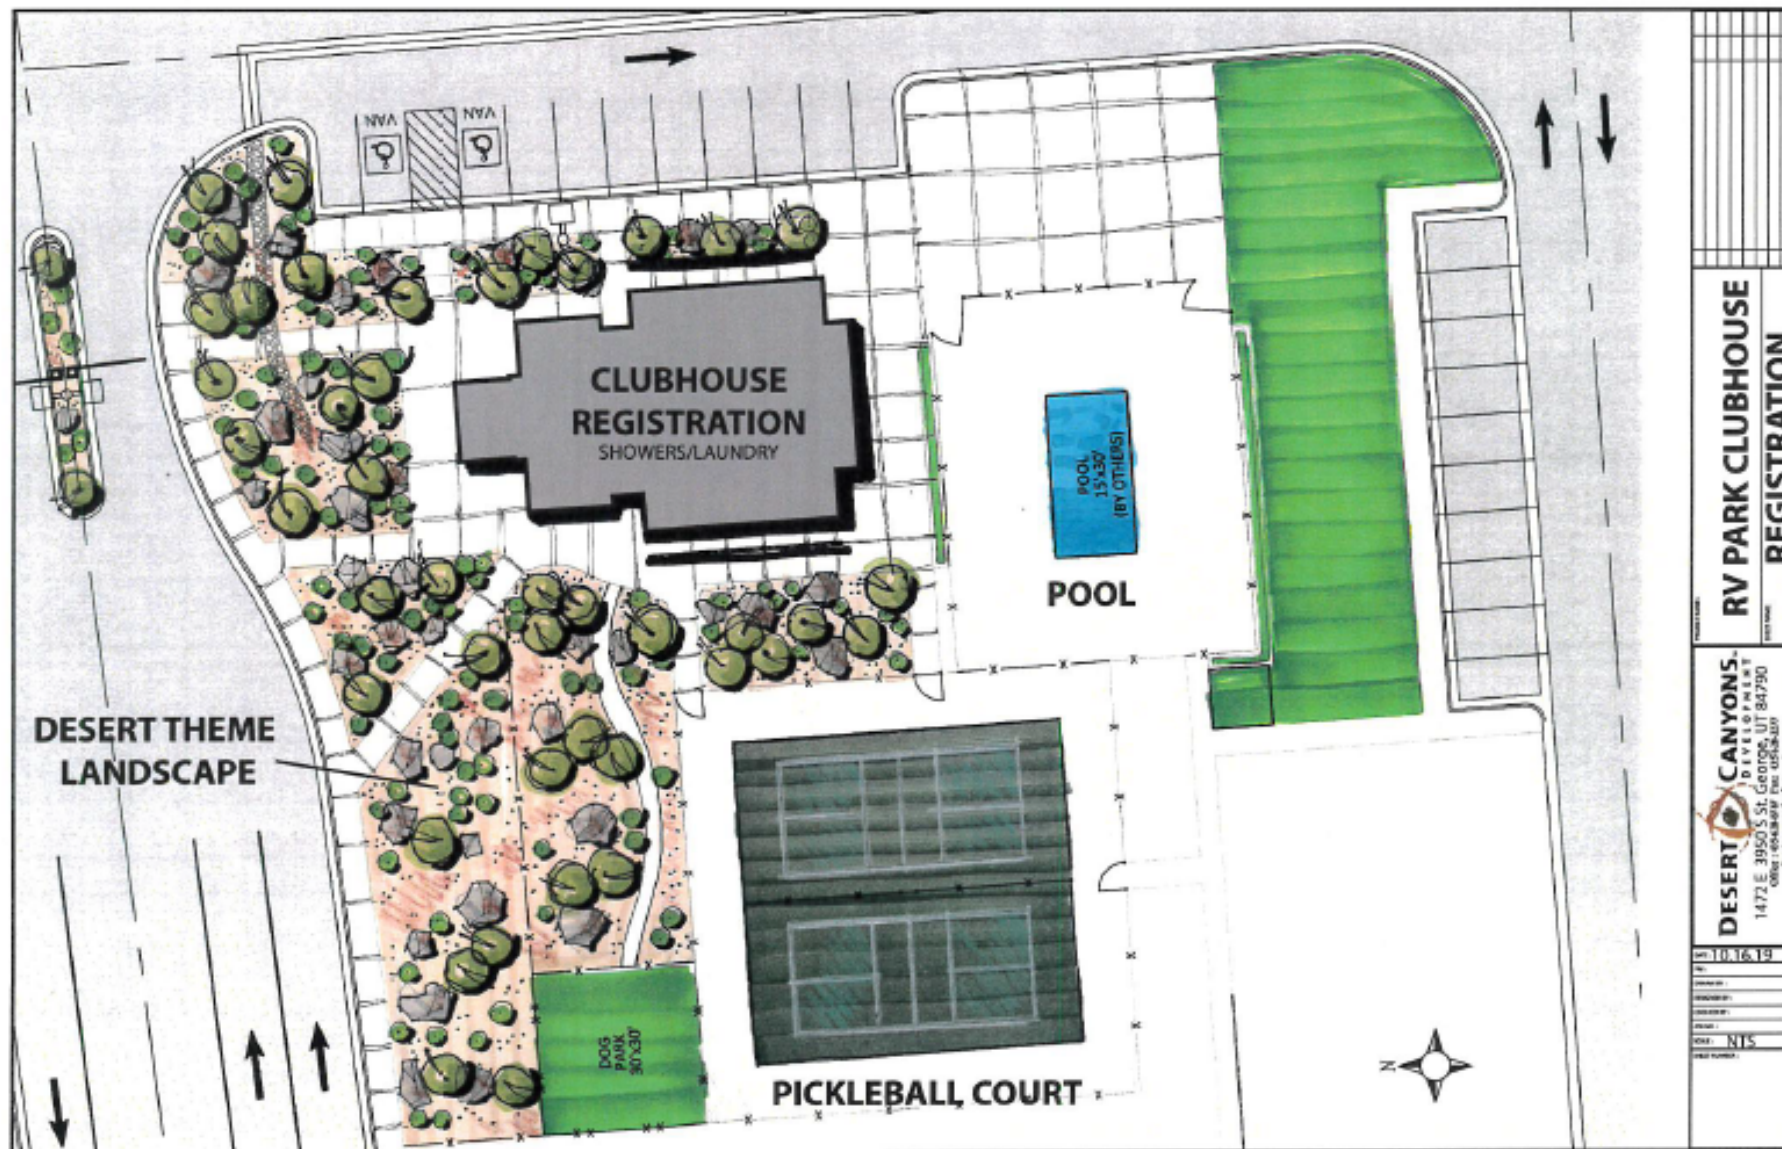 VAN
VAN
CLUBHOUSE
REGISTRATION
SHOWERS/LAUNDRY
POOL
15'x30'
(BY OTHERS)
POOL
DESERT THEME
LANDSCAPE
DOG
PARK
30'x30'
PICKLEBALL COURT
N
RV PARK CLUBHOUSE
REGISTRATION
DESERT CANYONS
DEVELOPMENT
1472 E. 3950 S St. George, UT 84790
10.16.19
NTS